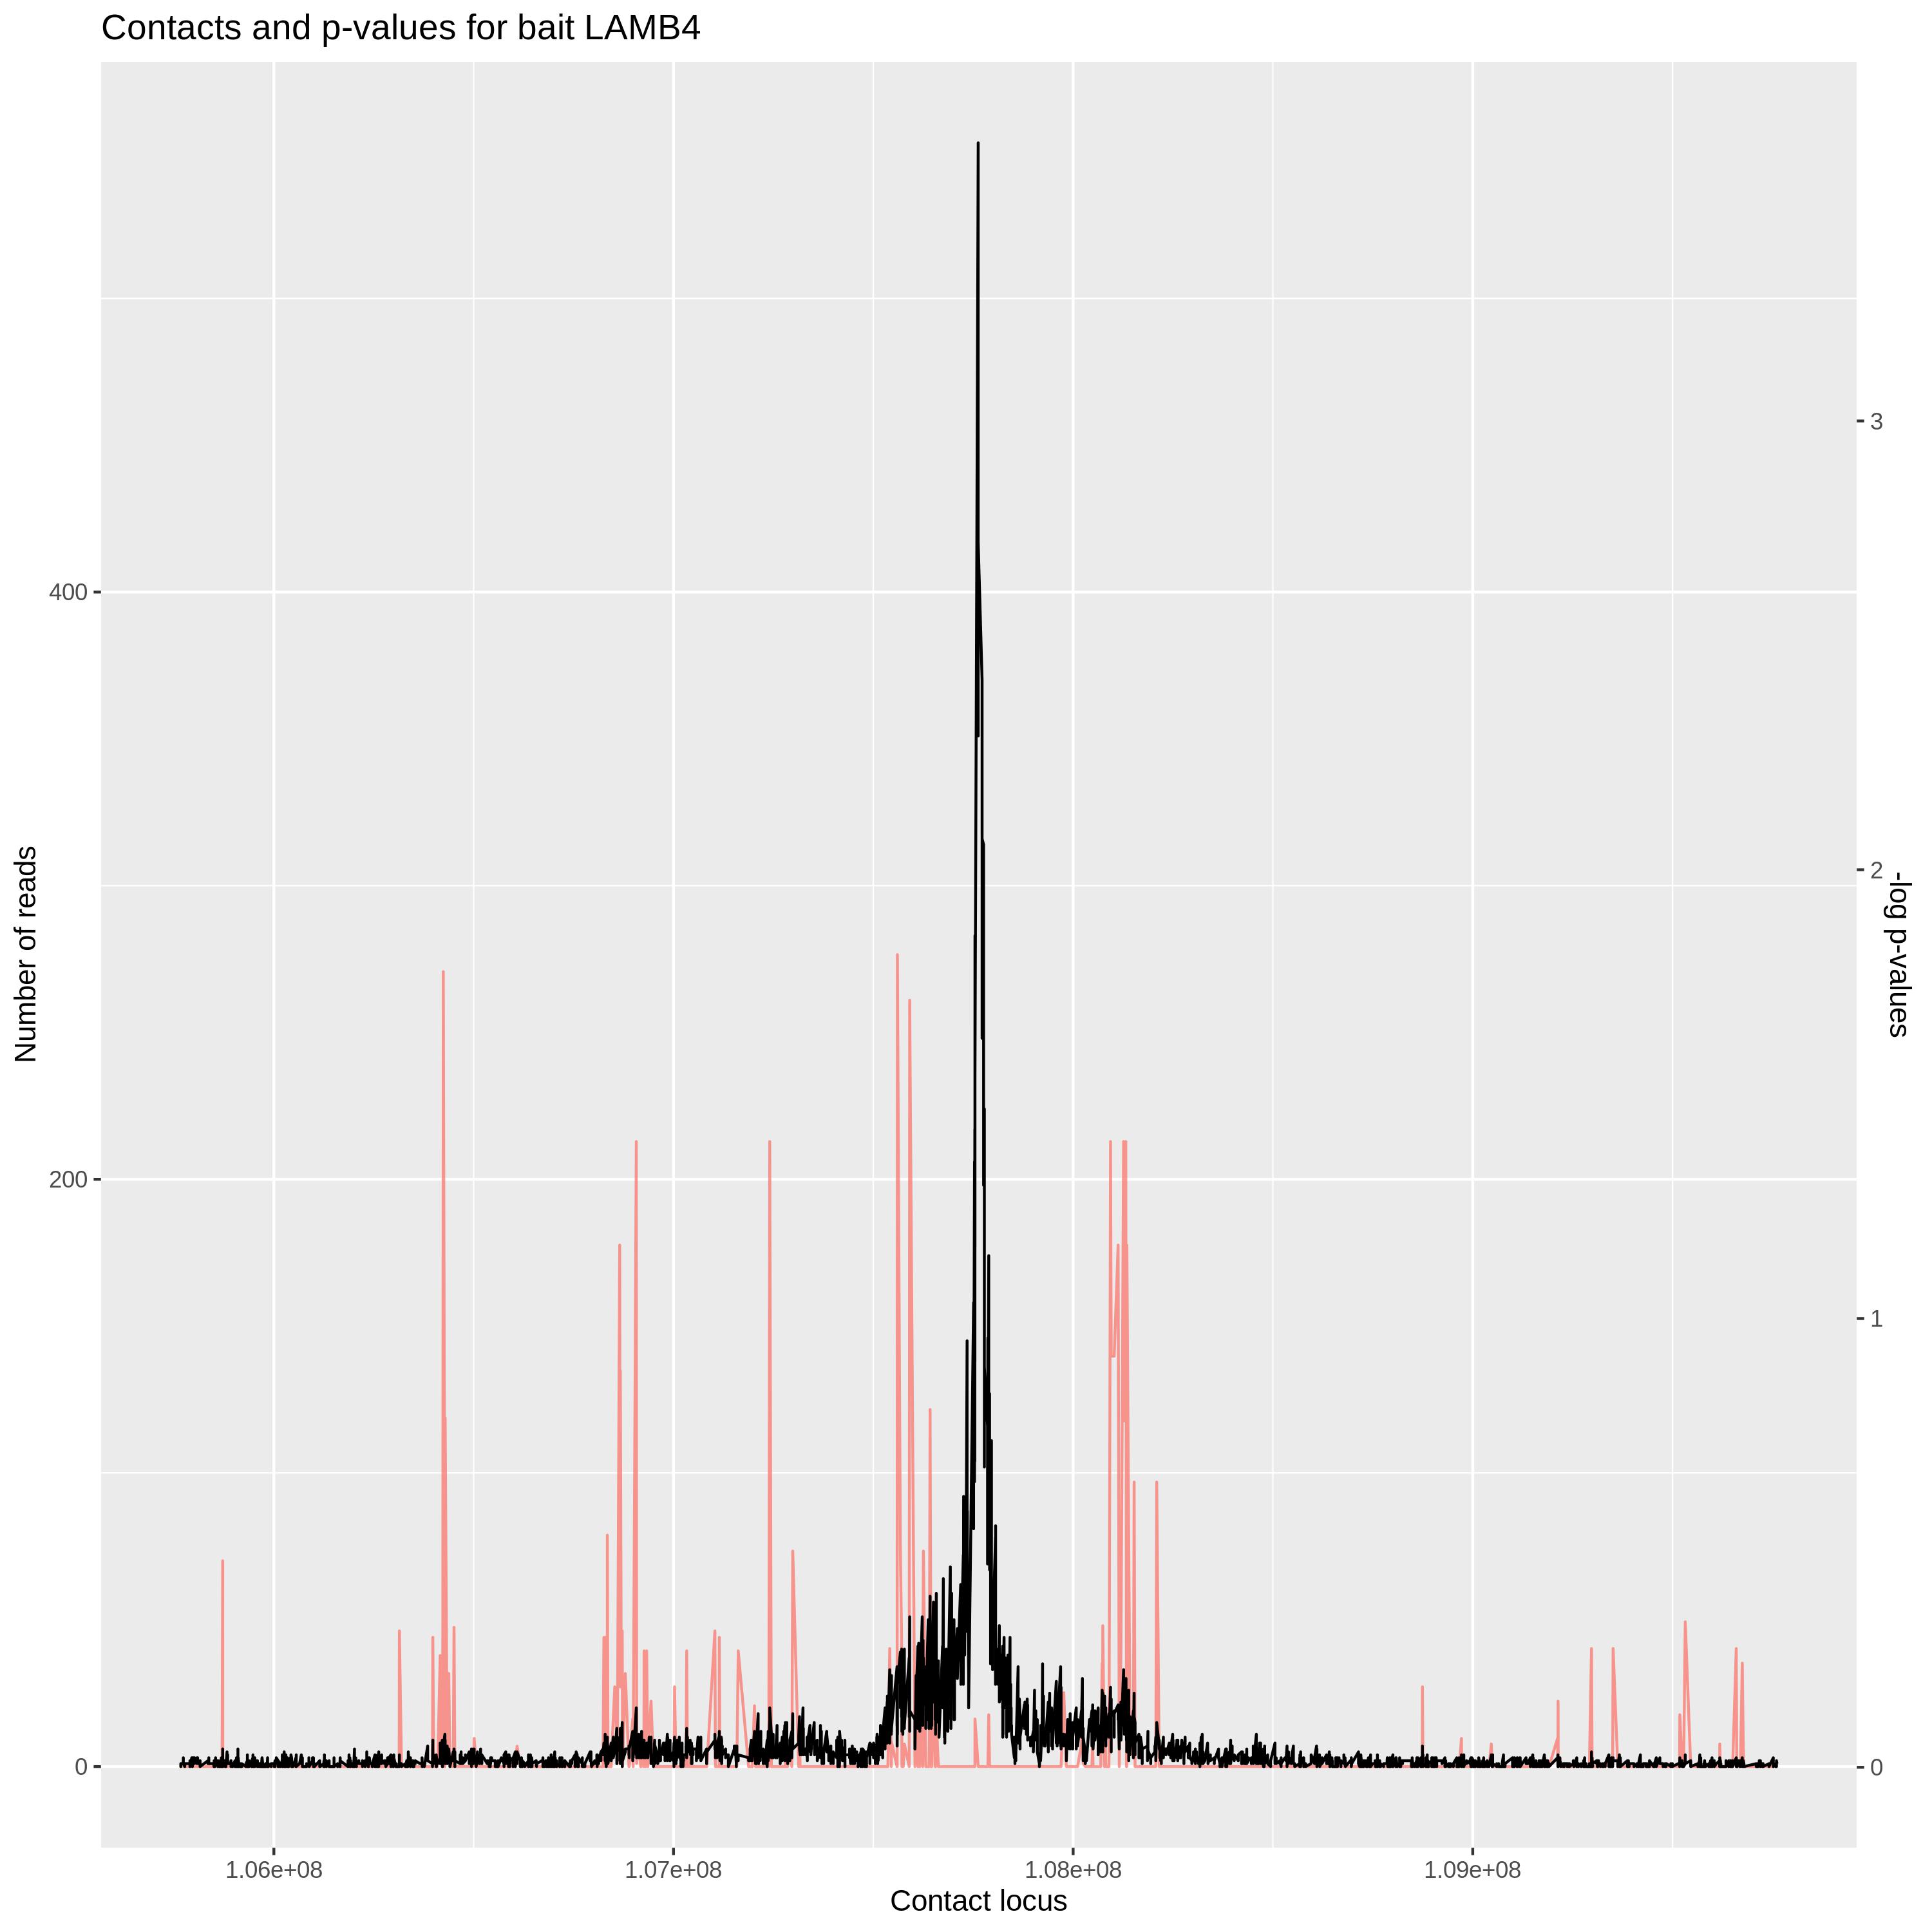 Contacts and p-values for bait LAMB4
Number of reads
400
200
0
3
2
1
0
-log p-values
1.06e+08
1.07e+08
1.08e+08
1.09e+08
Contact locus